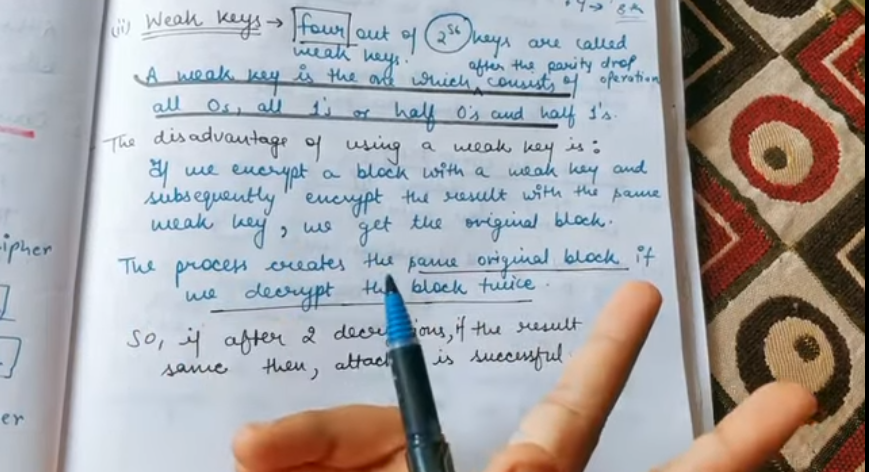 (ii) Weak keys → four out of 2^56 keys are called
weak keys. after the parity drop operation
A weak key is the one which consists of
all 0s, all 1's or half 0's and half 1's.
The disadvantage of using a weak key is:
If we encrypt a block with a weak key and
subsequently encrypt the result with the same
weak key, we get the original block.
The process creates the same original block if
we decrypt the block twice.
So, if after 2 if the result
same then, is successful
ipher
er